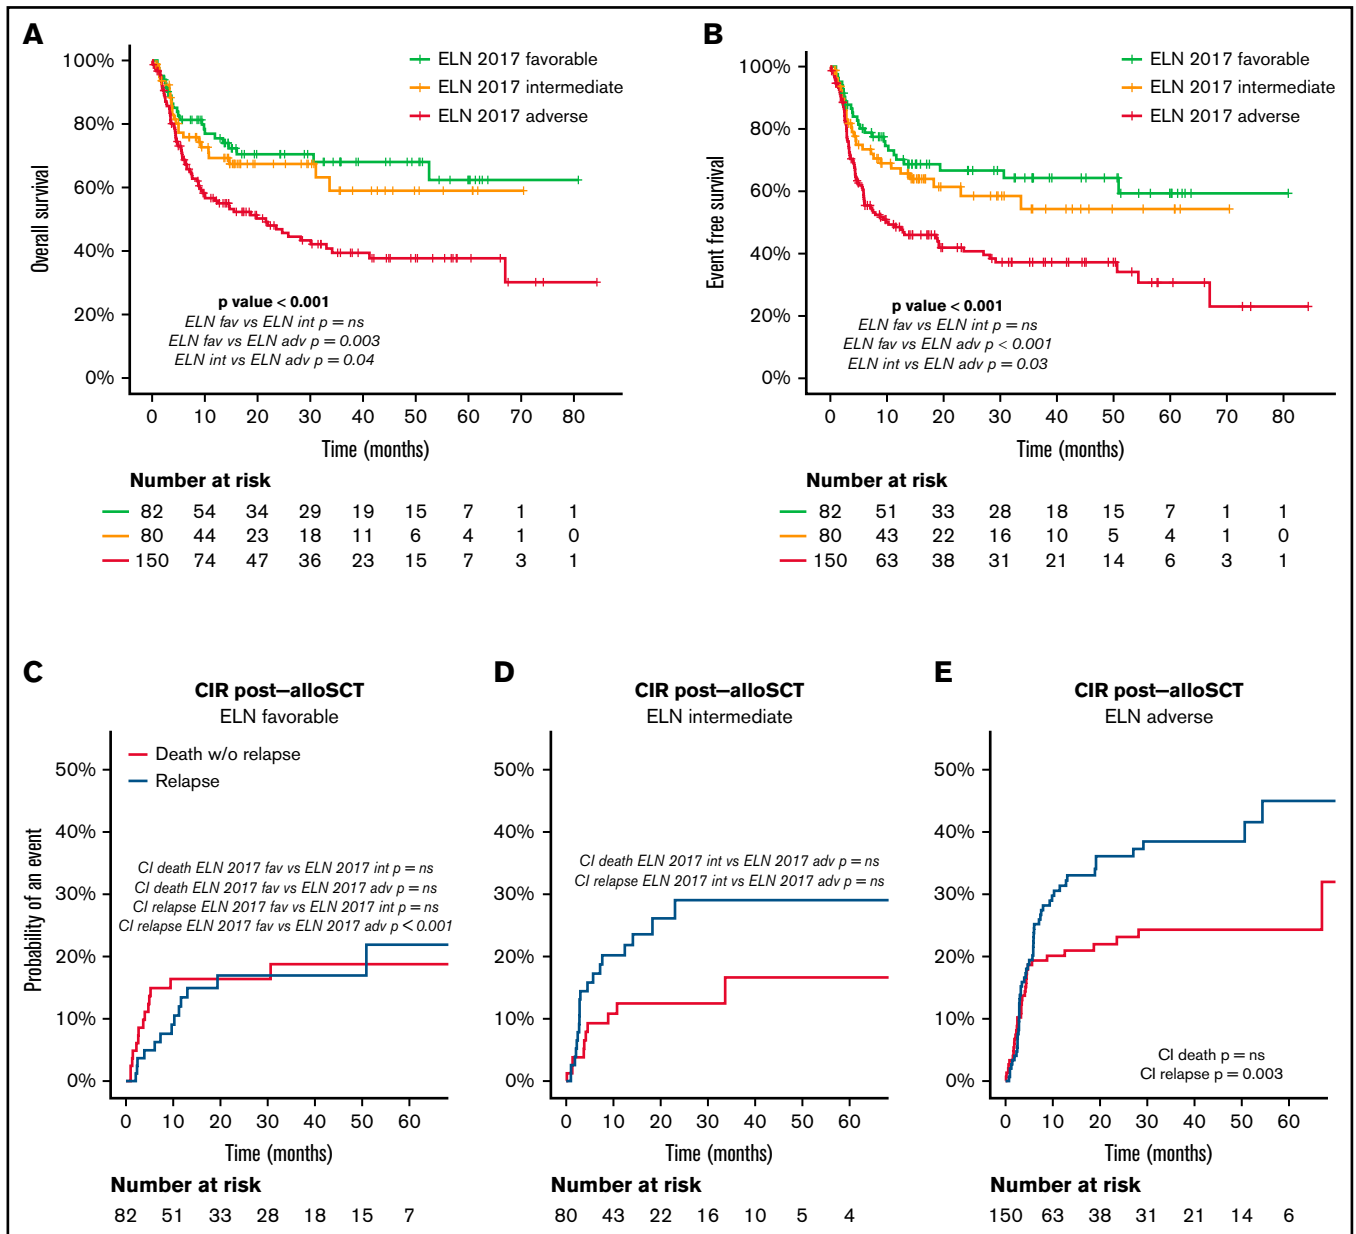 A
100%
80%
60%
40%
20%
0%
Overall survival
ELN 2017 favorable
ELN 2017 intermediate
ELN 2017 adverse
p value < 0.001
ELN fav vs ELN int p = ns
ELN fav vs ELN adv p = 0.003
ELN int vs ELN adv p = 0.04
0 10 20 30 40 50 60 70 80
Time (months)
Number at risk
82 54 34 29 19 15 7 1 1
80 44 23 18 11 6 4 1 0
150 74 47 36 23 15 7 3 1
B
100%
80%
60%
40%
20%
0%
Event free survival
ELN 2017 favorable
ELN 2017 intermediate
ELN 2017 adverse
p value < 0.001
ELN fav vs ELN int p = ns
ELN fav vs ELN adv p < 0.001
ELN int vs ELN adv p = 0.03
0 10 20 30 40 50 60 70 80
Time (months)
Number at risk
82 51 33 28 18 15 7 1 1
80 43 22 16 10 5 4 1 0
150 63 38 31 21 14 6 3 1
C
CIR post–alloSCT
ELN favorable
Death w/o relapse
Relapse
50%
40%
30%
20%
10%
0%
Probability of an event
CI death ELN 2017 fav vs ELN 2017 int p = ns
CI death ELN 2017 fav vs ELN 2017 adv p = ns
CI relapse ELN 2017 fav vs ELN 2017 int p = ns
CI relapse ELN 2017 fav vs ELN 2017 adv p < 0.001
0 10 20 30 40 50 60
Time (months)
Number at risk
82 51 33 28 18 15 7
D
CIR post–alloSCT
ELN intermediate
50%
40%
30%
20%
10%
0%
CI death ELN 2017 int vs ELN 2017 adv p = ns
CI relapse ELN 2017 int vs ELN 2017 adv p = ns
0 10 20 30 40 50 60
Time (months)
Number at risk
80 43 22 16 10 5 4
E
CIR post–alloSCT
ELN adverse
50%
40%
30%
20%
10%
0%
CI death p = ns
CI relapse p = 0.003
0 10 20 30 40 50 60
Time (months)
Number at risk
150 63 38 31 21 14 6